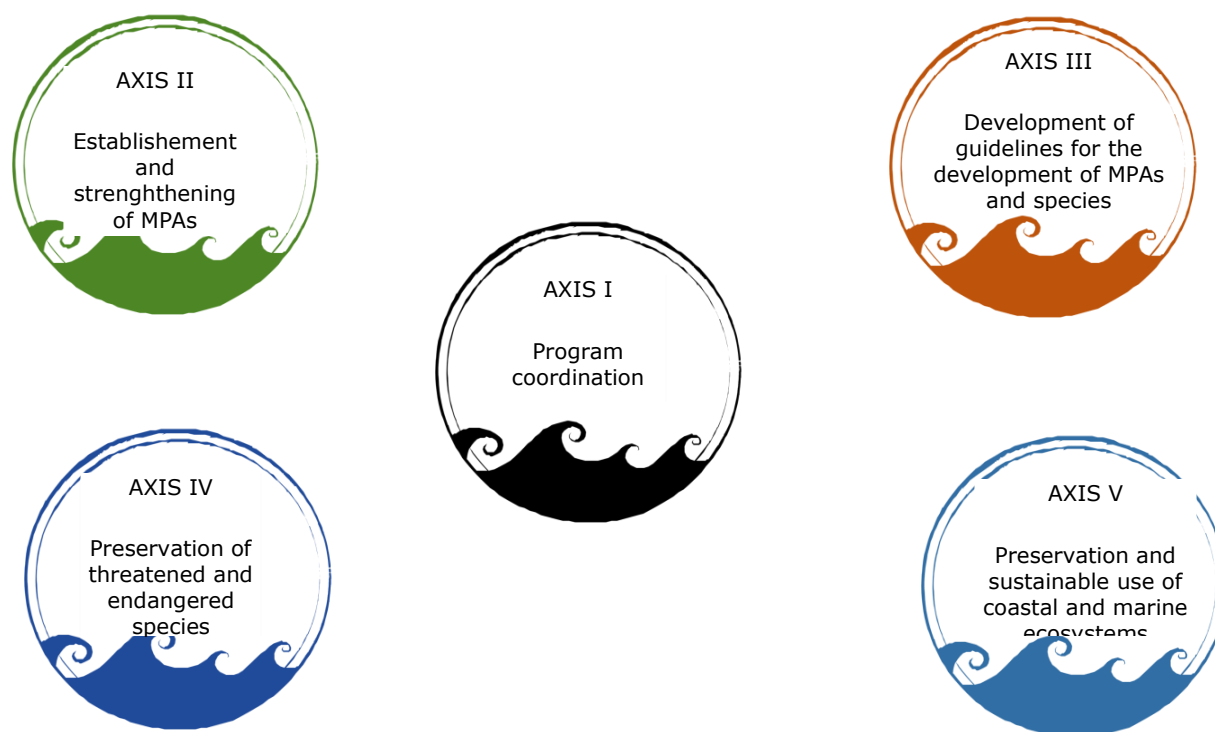 AXIS II
Establishement
and
strenghthening
of MPAs
AXIS III
Development of
guidelines for the
development of MPAs
and species
AXIS I
Program
coordination
AXIS IV
Preservation of
threatened and
endangered
species
AXIS V
Preservation and
sustainable use of
coastal and marine
ecosystems